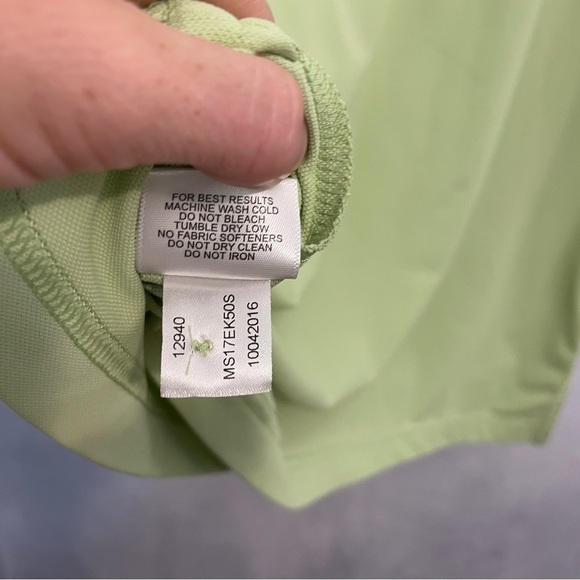 FOR BEST RESULTS
MACHINE WASH COLD
DO NOT BLEACH
TUMBLE DRY LOW
NO FABRIC SOFTENERS
DO NOT DRY CLEAN
DO NOT IRON
12940
MS17EK50S
10042016